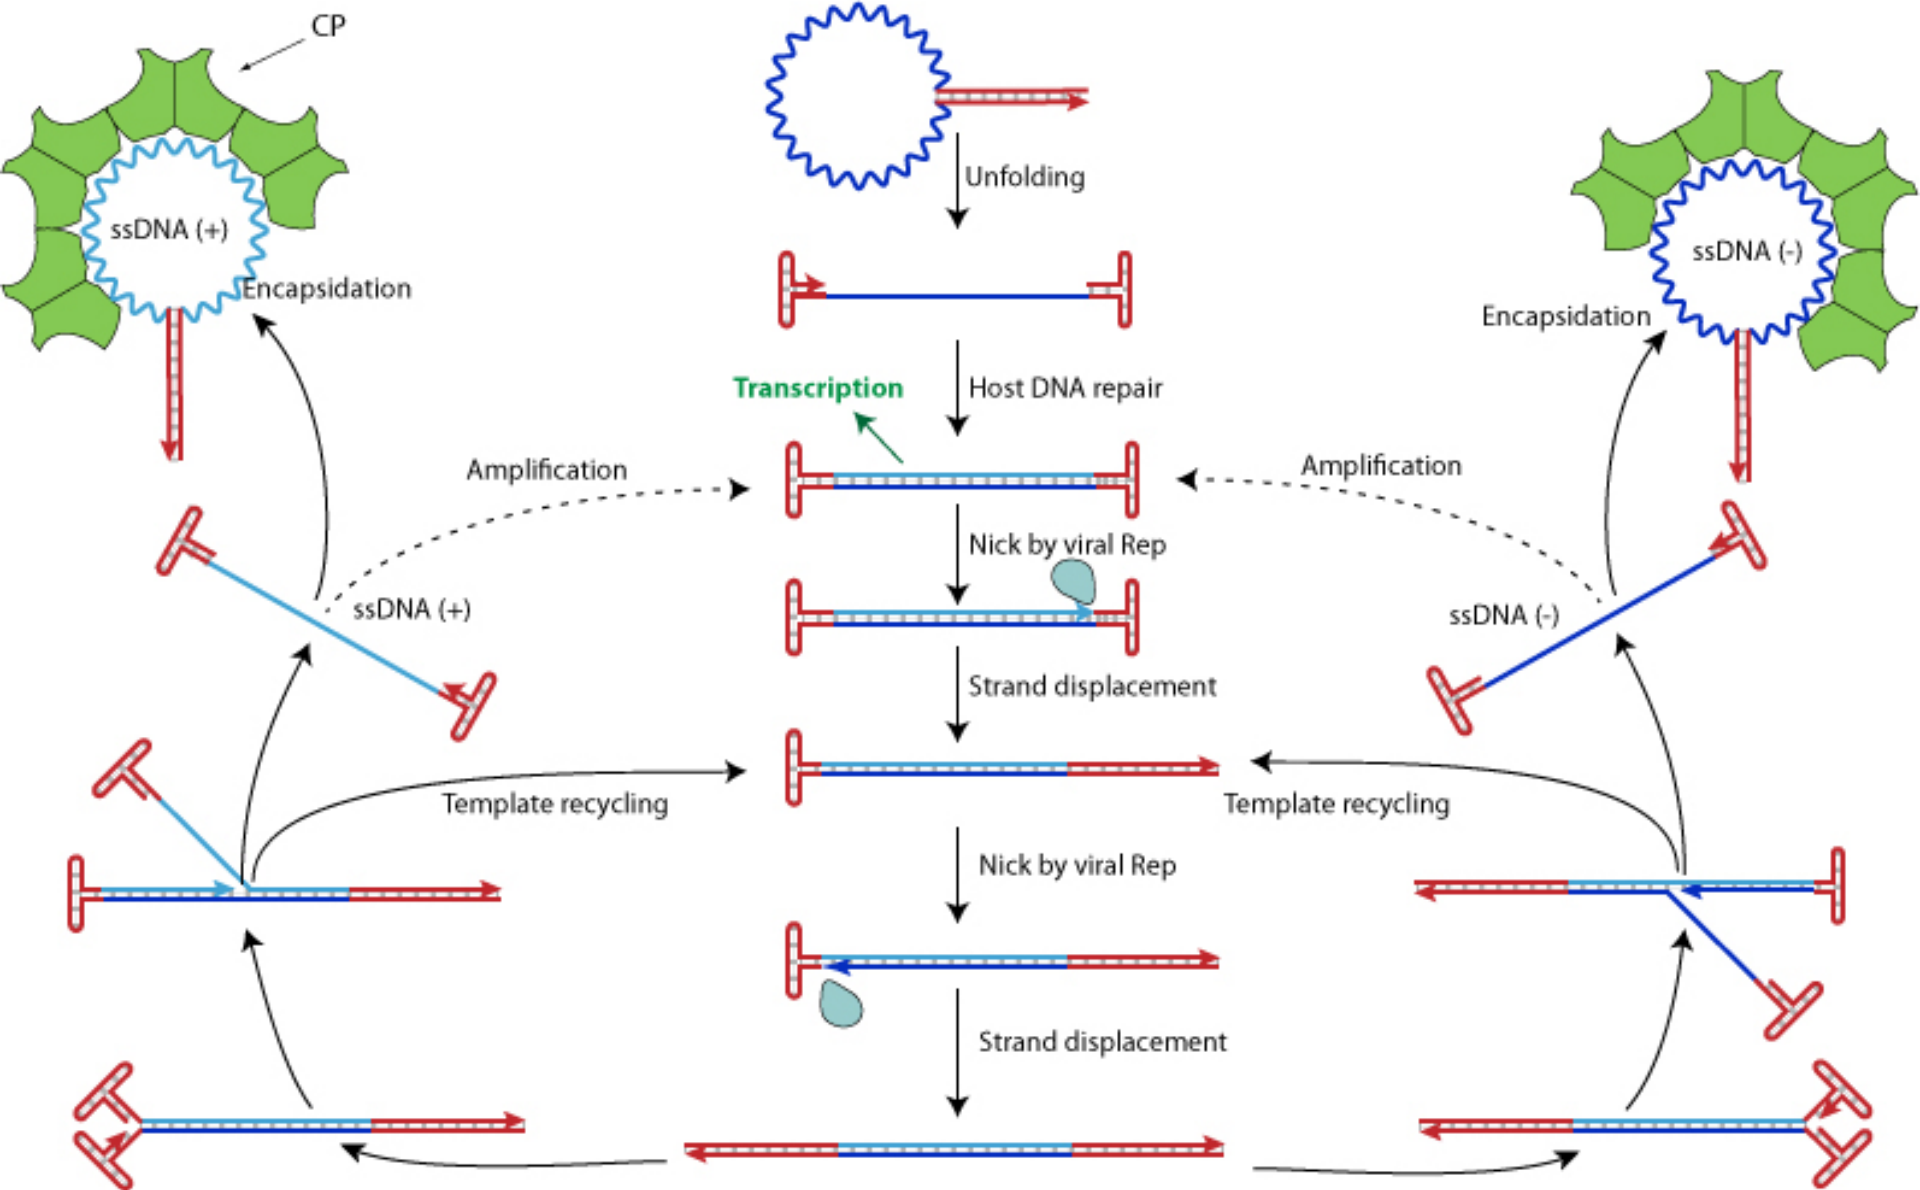 CP
Unfolding
ssDNA (+)
ssDNA (-)
Encapsidation
Encapsidation
Transcription
Host DNA repair
Amplification
Amplification
Nick by viral Rep
ssDNA (+)
ssDNA (-)
Strand displacement
Template recycling
Template recycling
Nick by viral Rep
Strand displacement